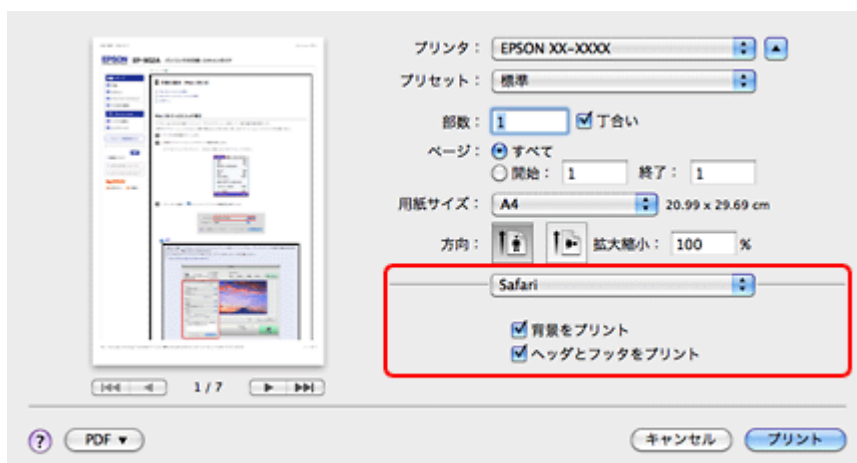 EPSON
プリンタ： EPSON XX-XXXX
プリセット： 標準
部数： 1 丁合い
ページ： すべて
開始： 1 終了： 1
用紙サイズ： A4 20.99 x 29.69 cm
方向： 拡大縮小： 100 %
Safari
背景をプリント
ヘッダとフッタをプリント
1 / 7
? PDF ▼ キャンセル プリント